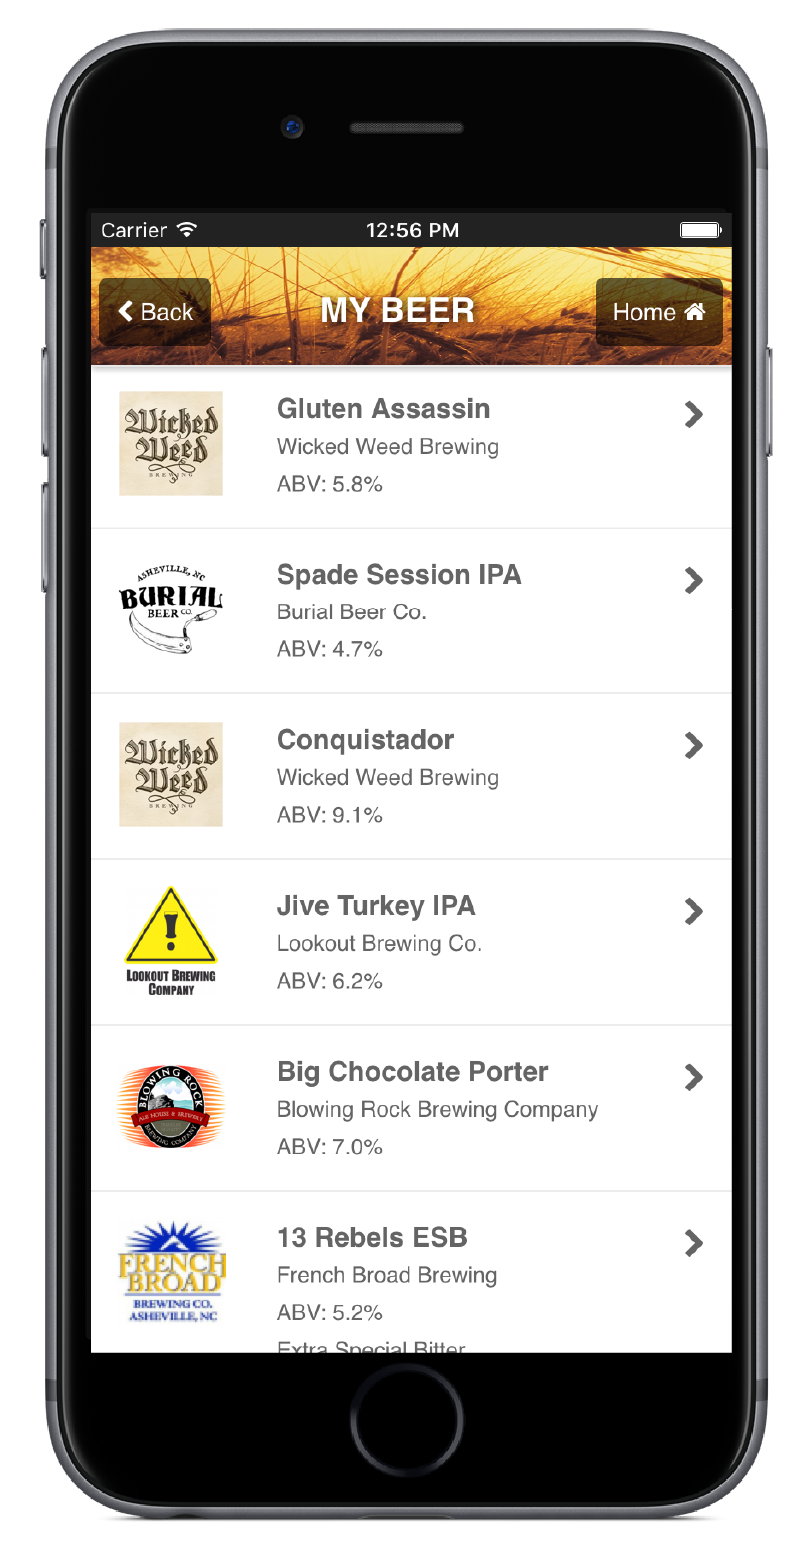 Carrier
12:56 PM
Back
MY BEER
Home
Wicked
Weed
BREWING
Gluten Assassin
Wicked Weed Brewing
ABV: 5.8%
ASHEVILLE, NC
BURIAL
BEER CO.
Spade Session IPA
Burial Beer Co.
ABV: 4.7%
Wicked
Weed
BREWING
Conquistador
Wicked Weed Brewing
ABV: 9.1%
LOOKOUT BREWING
COMPANY
Jive Turkey IPA
Lookout Brewing Co.
ABV: 6.2%
BLOWING ROCK
ALE HOUSE & BREWERY
BREWING COMPANY
Big Chocolate Porter
Blowing Rock Brewing Company
ABV: 7.0%
FRENCH
BROAD
BREWING CO.
ASHEVILLE, NC
13 Rebels ESB
French Broad Brewing
ABV: 5.2%
Extra Special Bitter